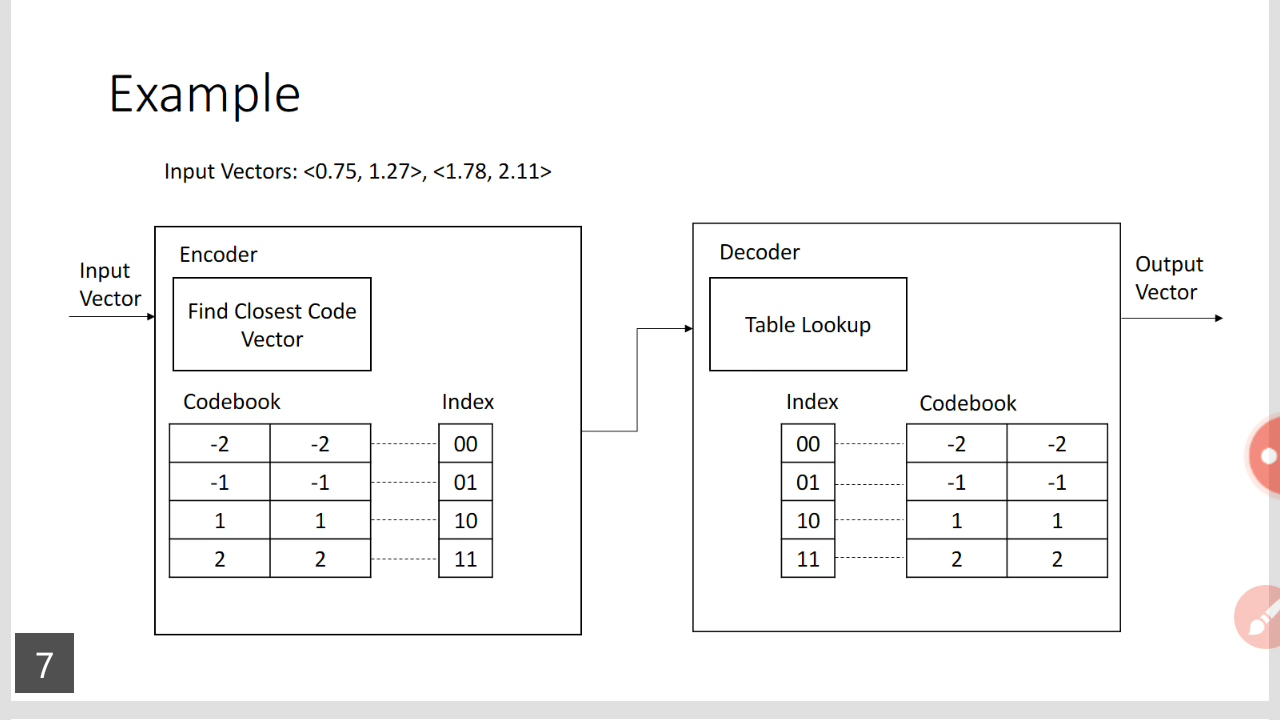 Example
Input Vectors: <0.75, 1.27>, <1.78, 2.11>
Input
Vector
Encoder
Find Closest Code
Vector
Codebook Index
-2 -2 00
-1 -1 01
1 1 10
2 2 11
Decoder
Table Lookup
Index Codebook
00 -2 -2
01 -1 -1
10 1 1
11 2 2
Output
Vector
7